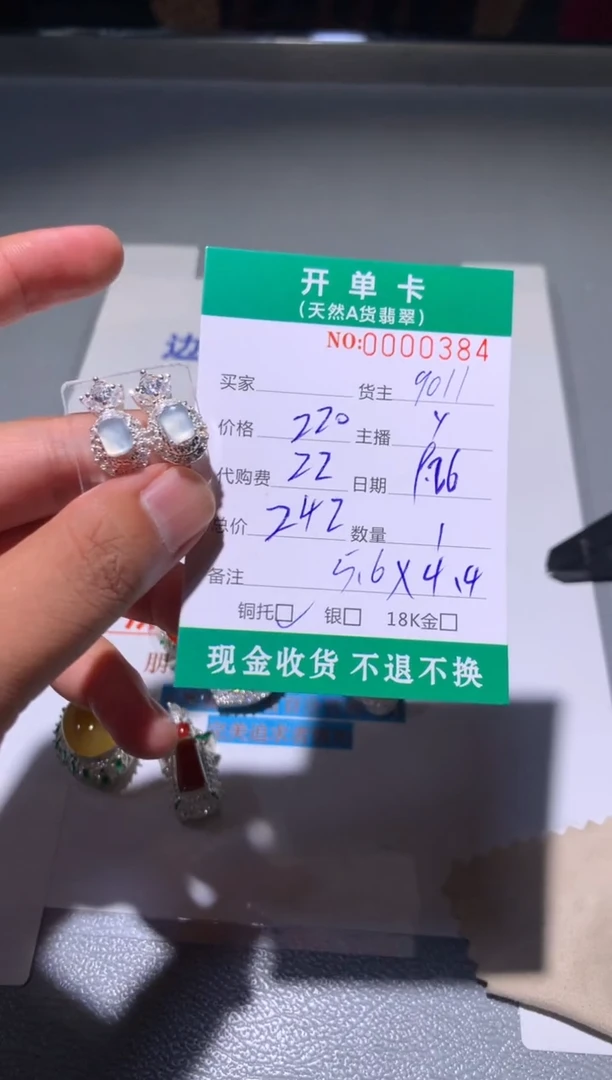 开单卡
(天然A货翡翠)
NO:0000384
买家 货主 9011
价格 220 主播 Y
代购费 22 日期
总价 242 数量 1
备注 5.6X4.4
铜托☑ 银☐ 18K金☐
现金收货 不退不换
边
朋